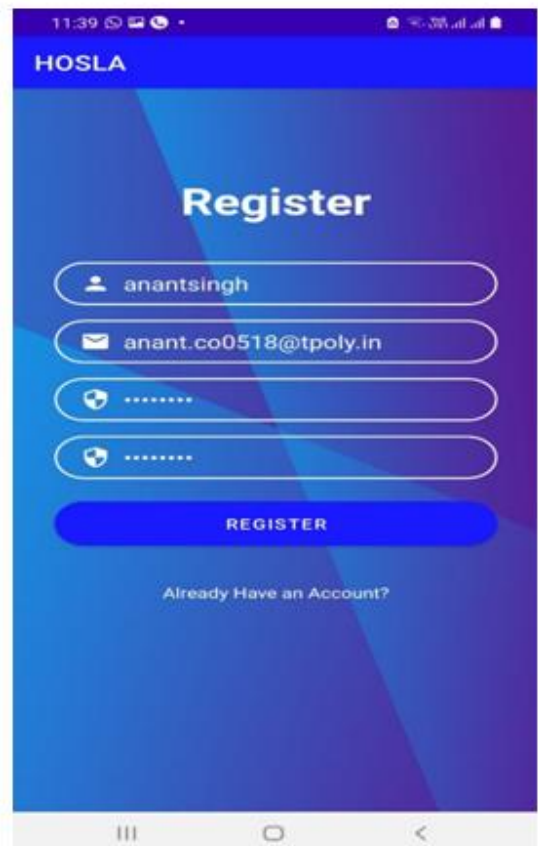 11:39
HOSLA
Register
anantsingh
anant.co0518@tpoly.in
••••••••
••••••••
REGISTER
Already Have an Account?